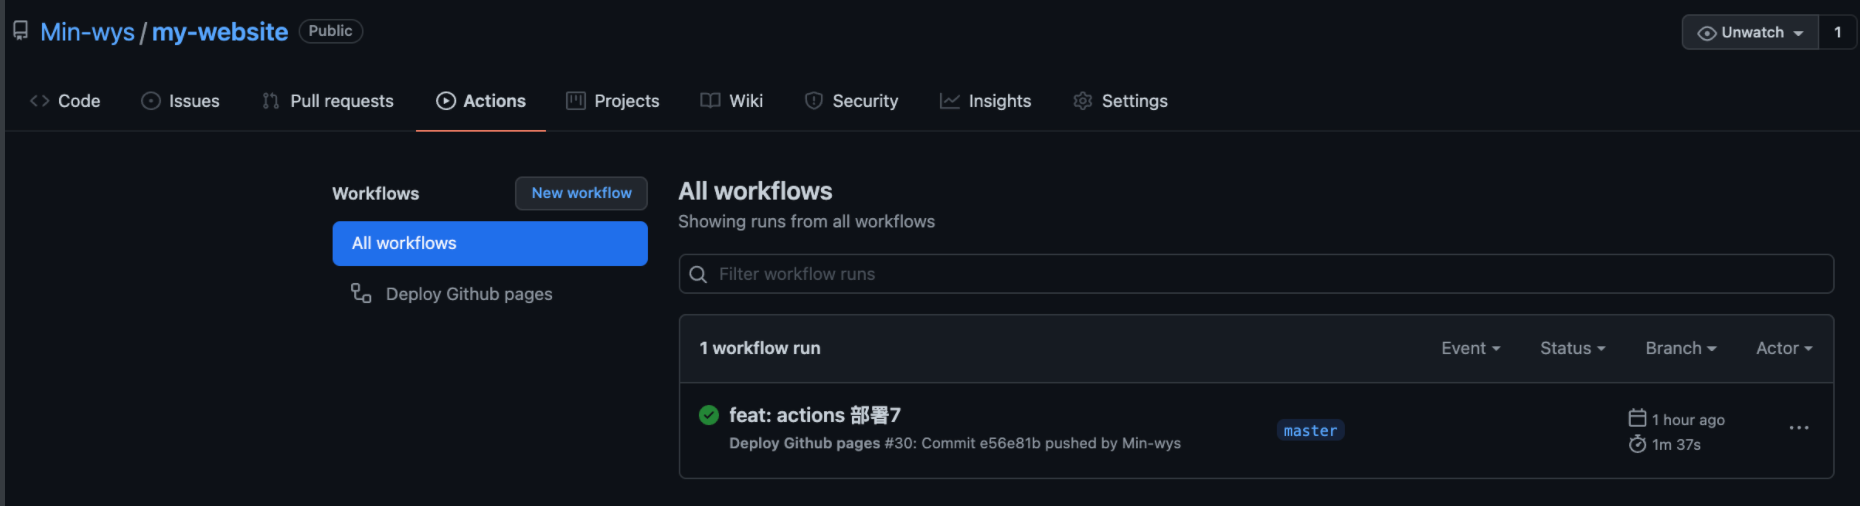 Min-wys / my-website Public
Unwatch 1
Code Issues Pull requests Actions Projects Wiki Security Insights Settings
Workflows
New workflow
All workflows
Deploy Github pages
All workflows
Showing runs from all workflows
Filter workflow runs
1 workflow run
Event Status Branch Actor
feat: actions 部署7
Deploy Github pages #30: Commit e56e81b pushed by Min-wys
master
1 hour ago
1m 37s